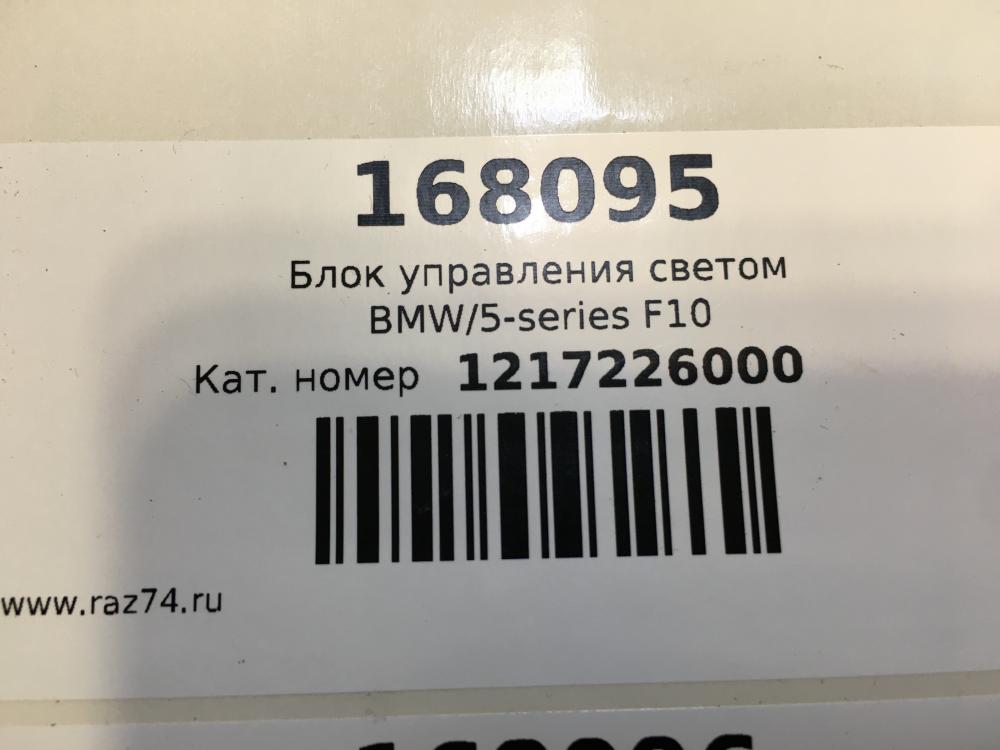 168095
Блок управления светом
BMW/5-series F10
Кат. номер 1217226000
www.raz74.ru